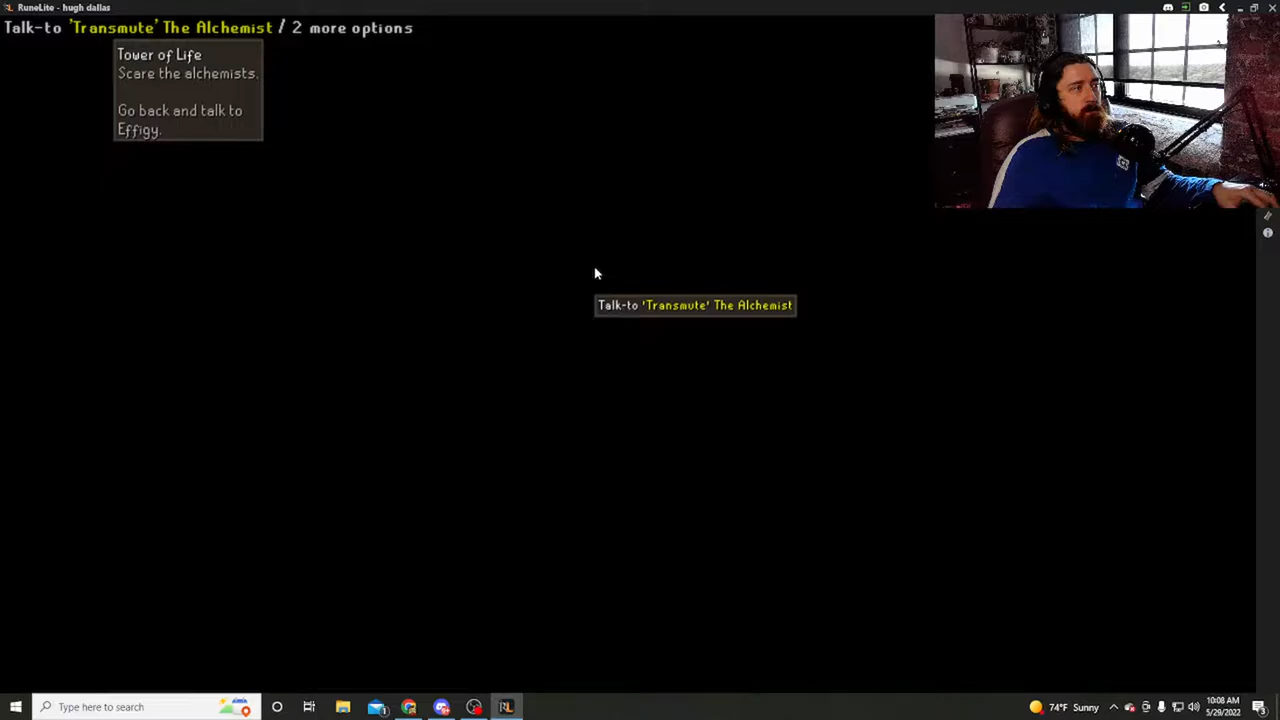 RuneLite - hugh dallas
Talk-to 'Transmute' The Alchemist / 2 more options
Tower of Life
Scare the alchemists.
Go back and talk to
Effigy.
Talk-to 'Transmute' The Alchemist
Type here to search
74°F Sunny
10:08 AM
5/29/2022